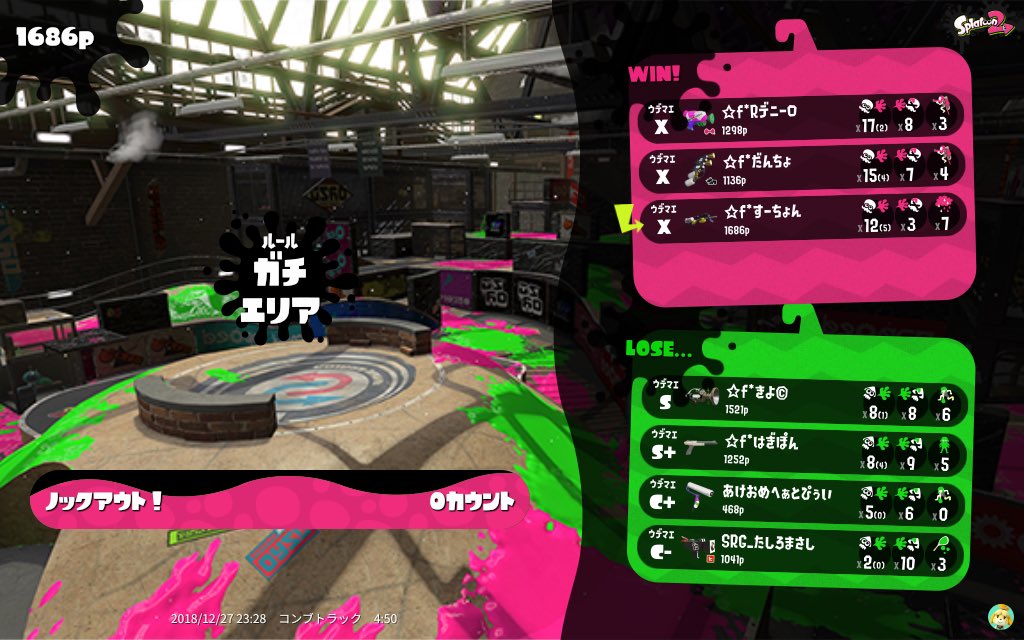 1686p
Splatoon 2
WIN!
ウデマエ
X
☆f*Rデニーロ
1298p
x17(2)
x8
x3
ウデマエ
X
☆f*だんちょ
1136p
x15(4)
x7
x4
ウデマエ
X
☆f*すーちょん
1686p
x12(5)
x3
x7
ルール
ガチ
エリア
LOSE...
ウデマエ
S
☆f*きよ©
1521p
x8(1)
x8
x6
ウデマエ
S+
☆f*はぎぽん
1252p
x8(4)
x9
x5
ウデマエ
C+
あけおめへぁとぴぅい
468p
x5(0)
x6
x0
ウデマエ
C-
SRG_たしろまさし
1041p
x2(0)
x10
x3
ノックアウト!
0カウント
2018/12/27 23:28 コンブトラック 4:50